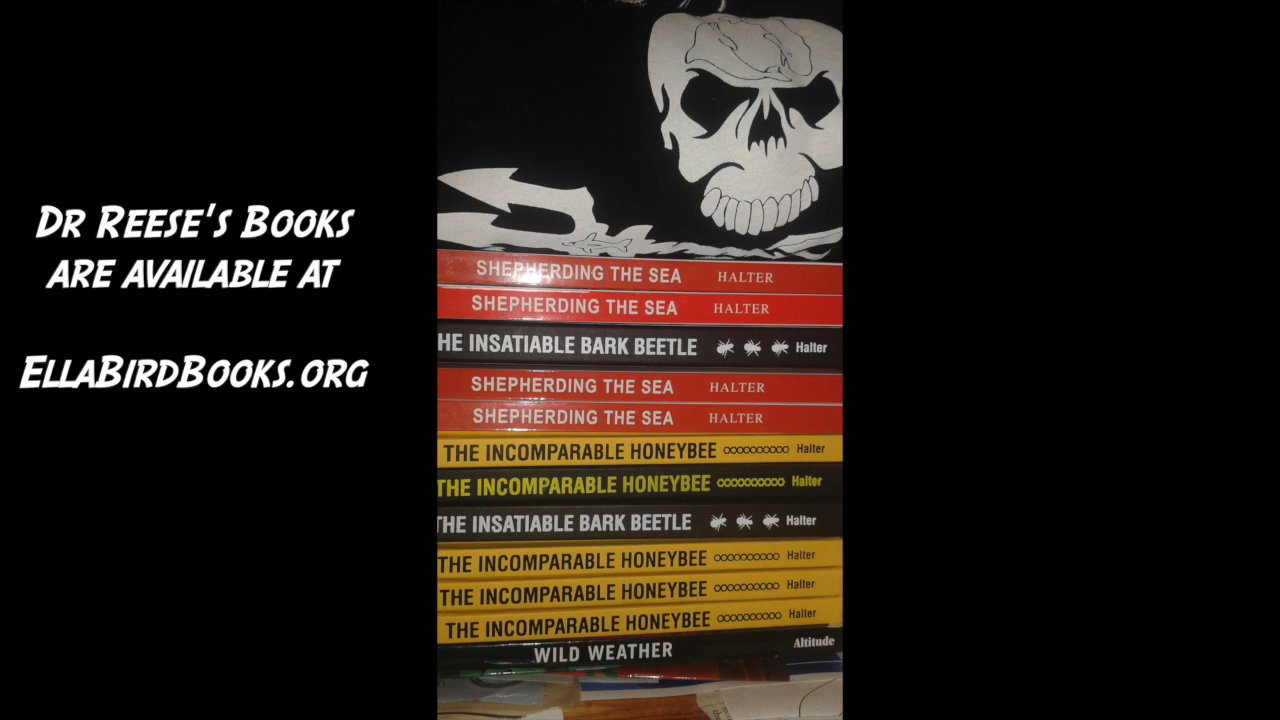 DR REESE'S BOOKS
ARE AVAILABLE AT
ELLABIRDBOOKS.ORG
SHEPHERDING THE SEA HALTER
SHEPHERDING THE SEA HALTER
HE INSATIABLE BARK BEETLE Halter
SHEPHERDING THE SEA HALTER
SHEPHERDING THE SEA HALTER
THE INCOMPARABLE HONEYBEE Halter
THE INCOMPARABLE HONEYBEE Halter
THE INSATIABLE BARK BEETLE Halter
THE INCOMPARABLE HONEYBEE Halter
THE INCOMPARABLE HONEYBEE Halter
THE INCOMPARABLE HONEYBEE Halter
WILD WEATHER Altitude